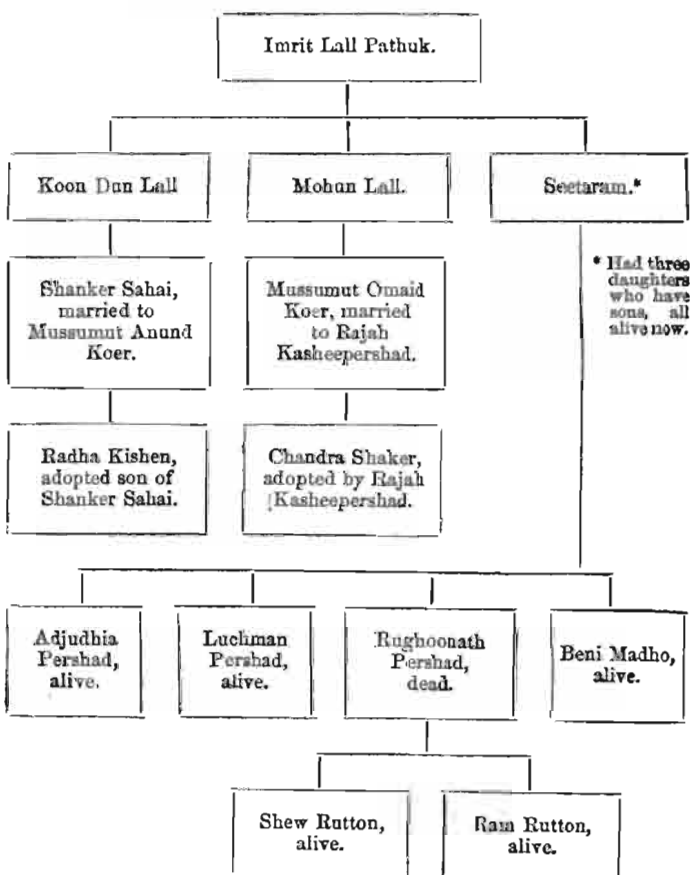 Imrit Lall Pathuk.
Koon Dun Lall
Mohun Lall.
Seetaram.*
* Had three
daughters
who have
sons, all
alive now.
Shanker Sahai,
married to
Mussumut Anund
Koer.
Mussumut Omaid
Koer, married
to Rajah
Kasheepershad.
Radha Kishen,
adopted son of
Shanker Sahai.
Chandra Shaker,
adopted by Rajah
Kasheepershad.
Adjudhia
Pershad,
alive.
Luchman
Pershad,
alive.
Rughoonath
Pershad,
dead.
Beni Madho,
alive.
Shew Rutton,
alive.
Ram Rutton,
alive.